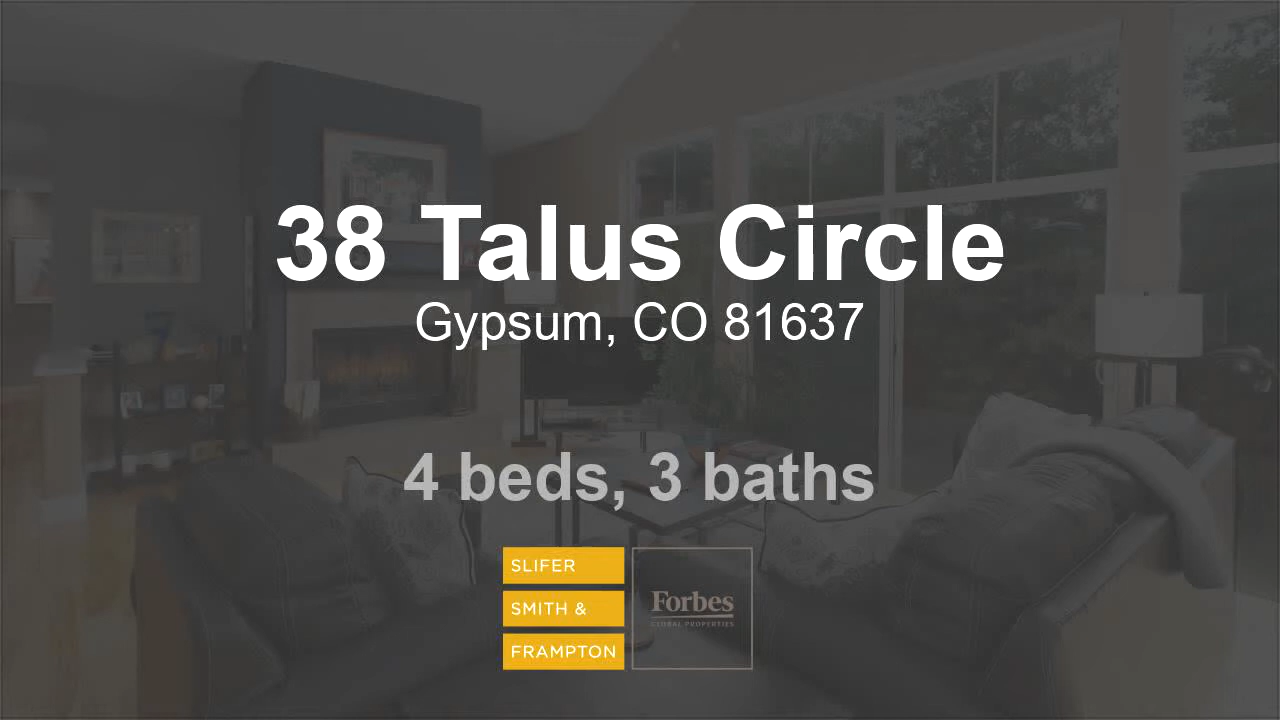 38 Talus Circle
Gypsum, CO 81637
4 beds, 3 baths
SLIFER
SMITH &
FRAMPTON
Forbes
GLOBAL PROPERTIES